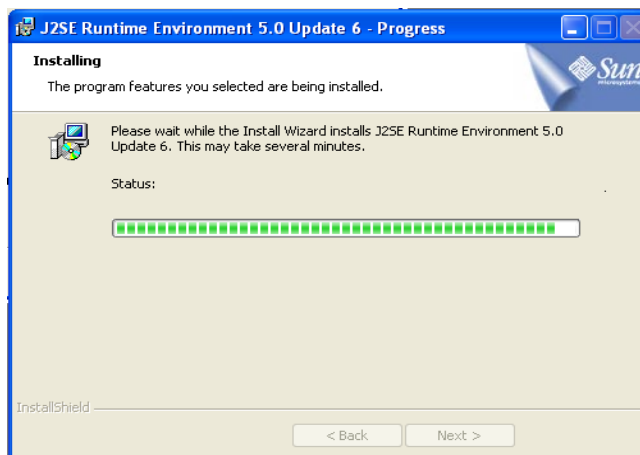 J2SE Runtime Environment 5.0 Update 6 - Progress
Installing
The program features you selected are being installed.
Sun
microsystems
Please wait while the Install Wizard installs J2SE Runtime Environment 5.0
Update 6. This may take several minutes.
Status:
InstallShield
< Back
Next >